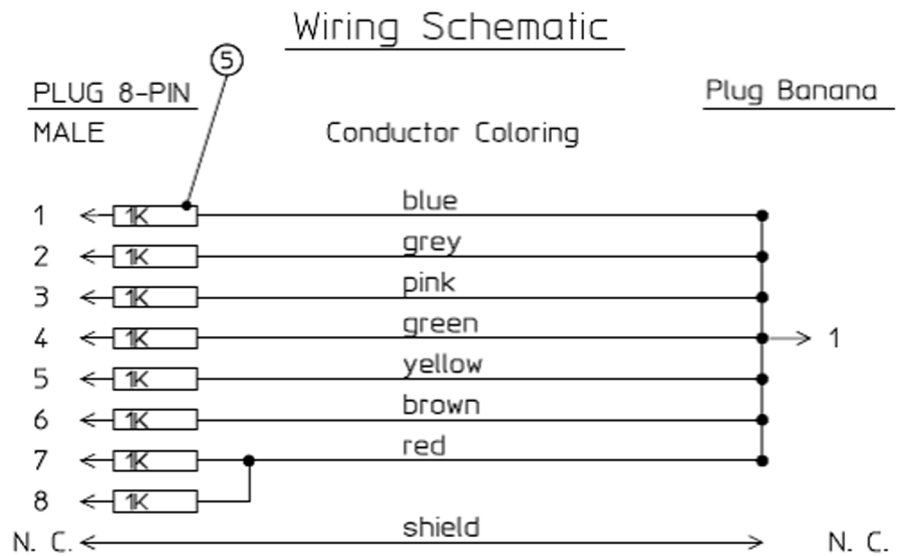 Wiring Schematic
5
PLUG 8-PIN
Plug Banana
MALE
Conductor Coloring
1 1K blue
2 1K grey
3 1K pink
4 1K green 1
5 1K yellow
6 1K brown
7 1K red
8 1K
N. C. shield N. C.